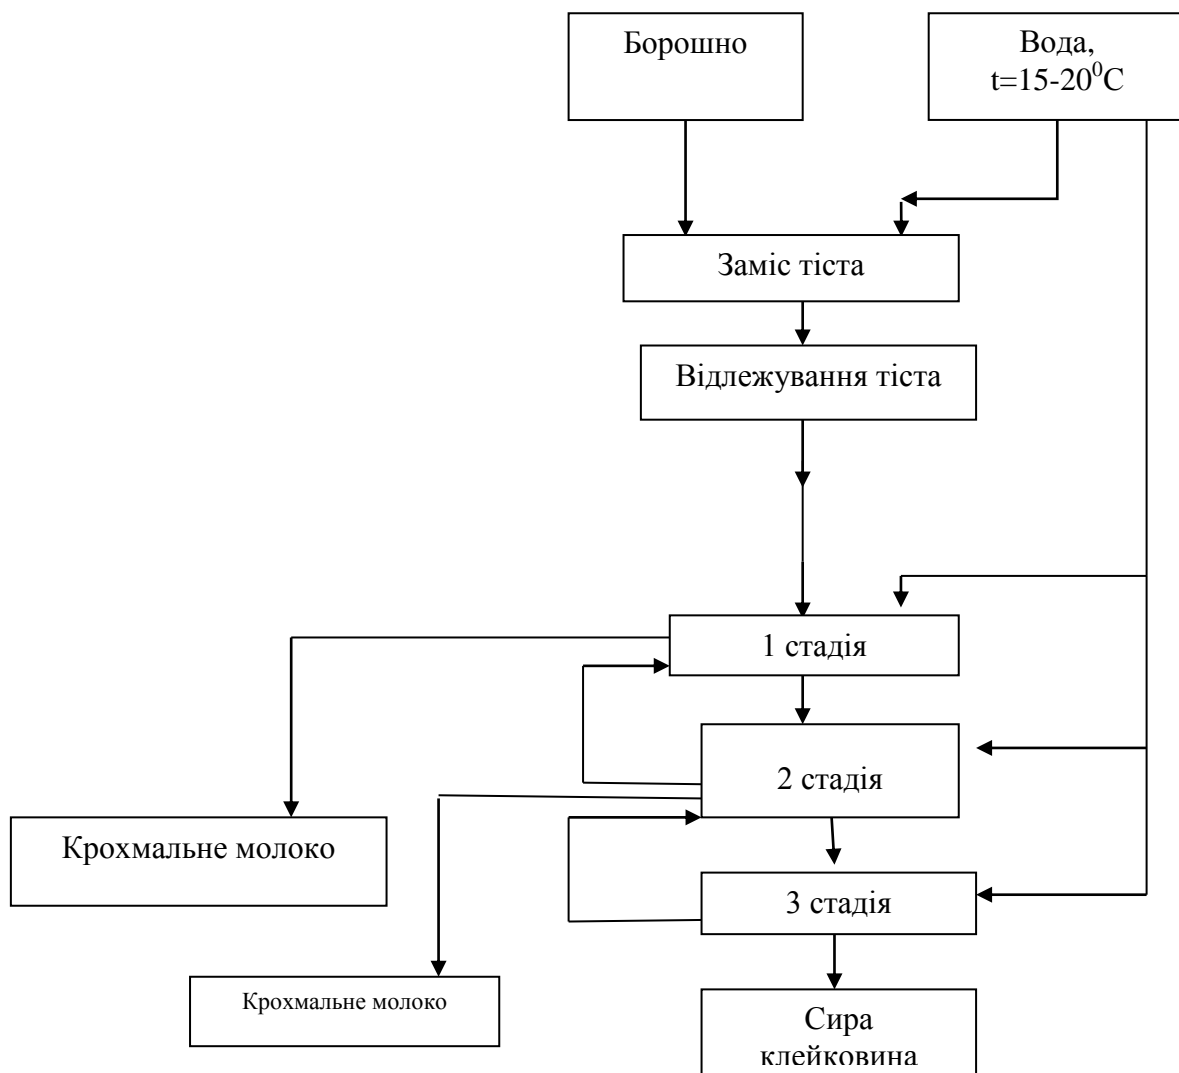 Борошно
Вода,
t=15-20⁰С
Заміс тіста
Відлежування тіста
1 стадія
2 стадія
Крохмальне молоко
3 стадія
Крохмальне молоко
Сира
клейковина